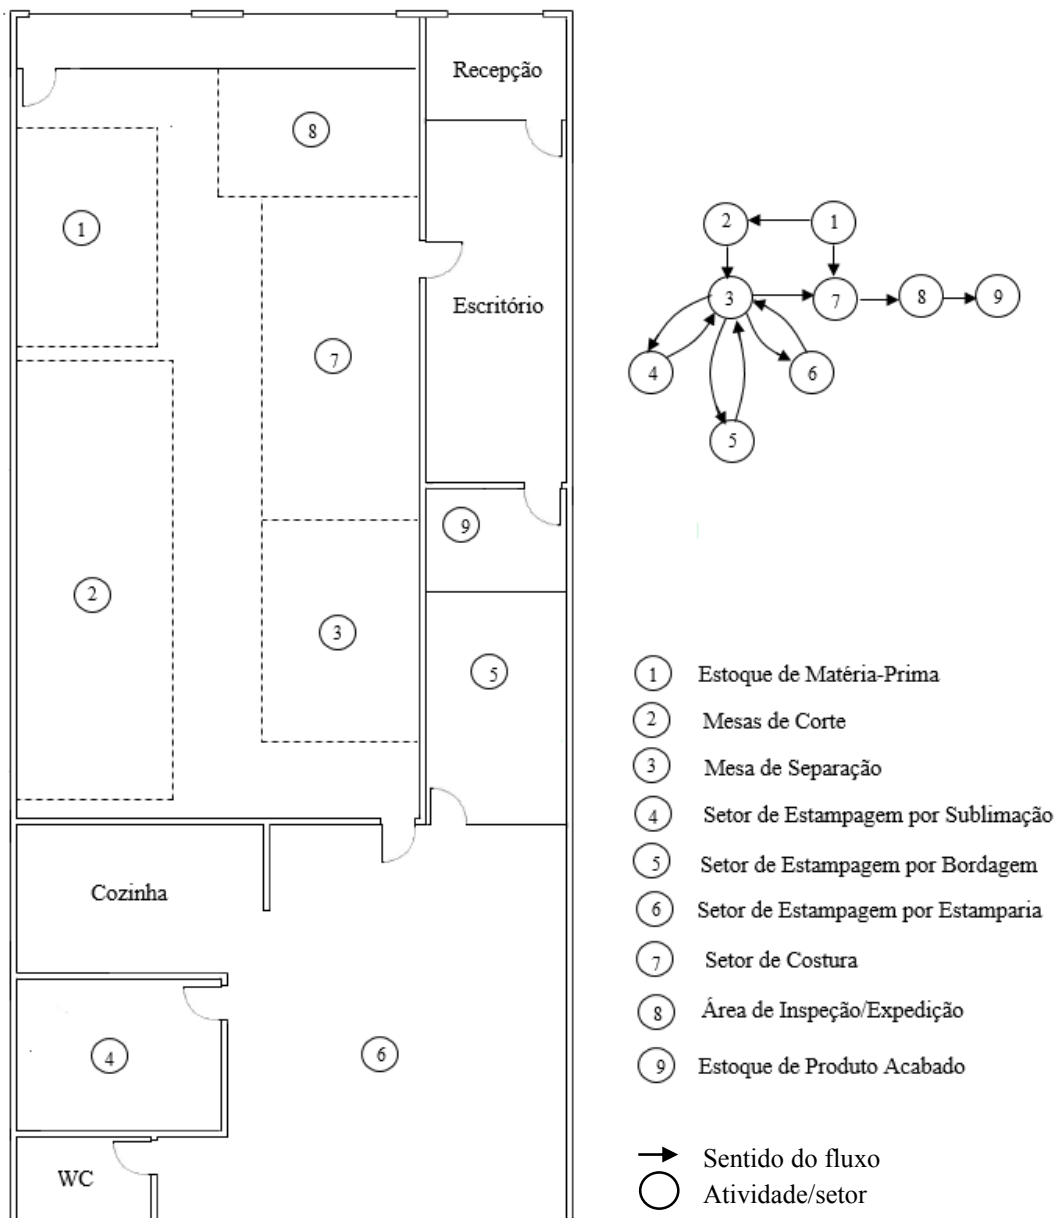 Recepção
8
1
Escritório
7
9
2
3
5
Cozinha
4
6
WC
2
1
3
7
8
9
4
6
5
1 Estoque de Matéria-Prima
2 Mesas de Corte
3 Mesa de Separação
4 Setor de Estampagem por Sublimação
5 Setor de Estampagem por Bordagem
6 Setor de Estampagem por Estamparia
7 Setor de Costura
8 Área de Inspeção/Expedição
9 Estoque de Produto Acabado
Sentido do fluxo
Atividade/setor